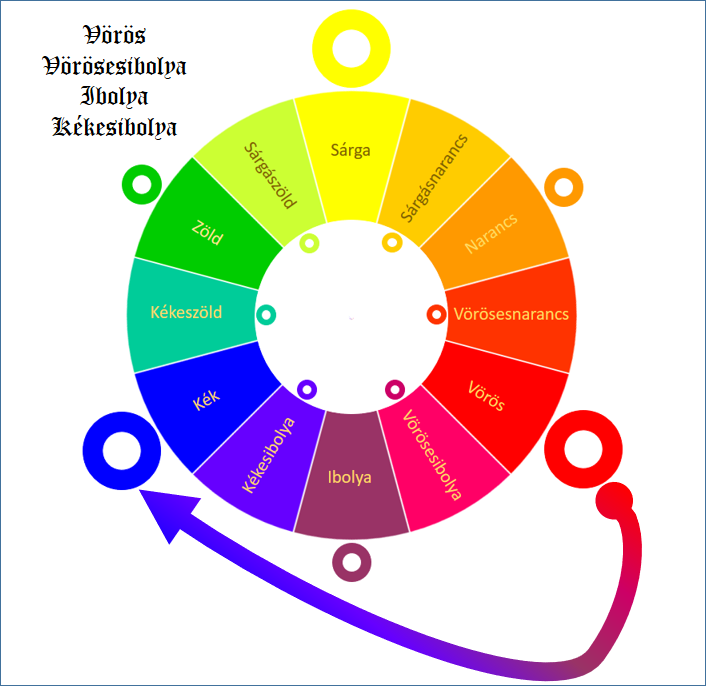 Vörös
Vörösesibolya
Ibolya
Kékesibolya
Sárga
Sárgásnarancs
Narancs
Vörösesnarancs
Vörös
Vörösesibolya
Ibolya
Kékesibolya
Kék
Kékeszöld
Zöld
Sárgászöld